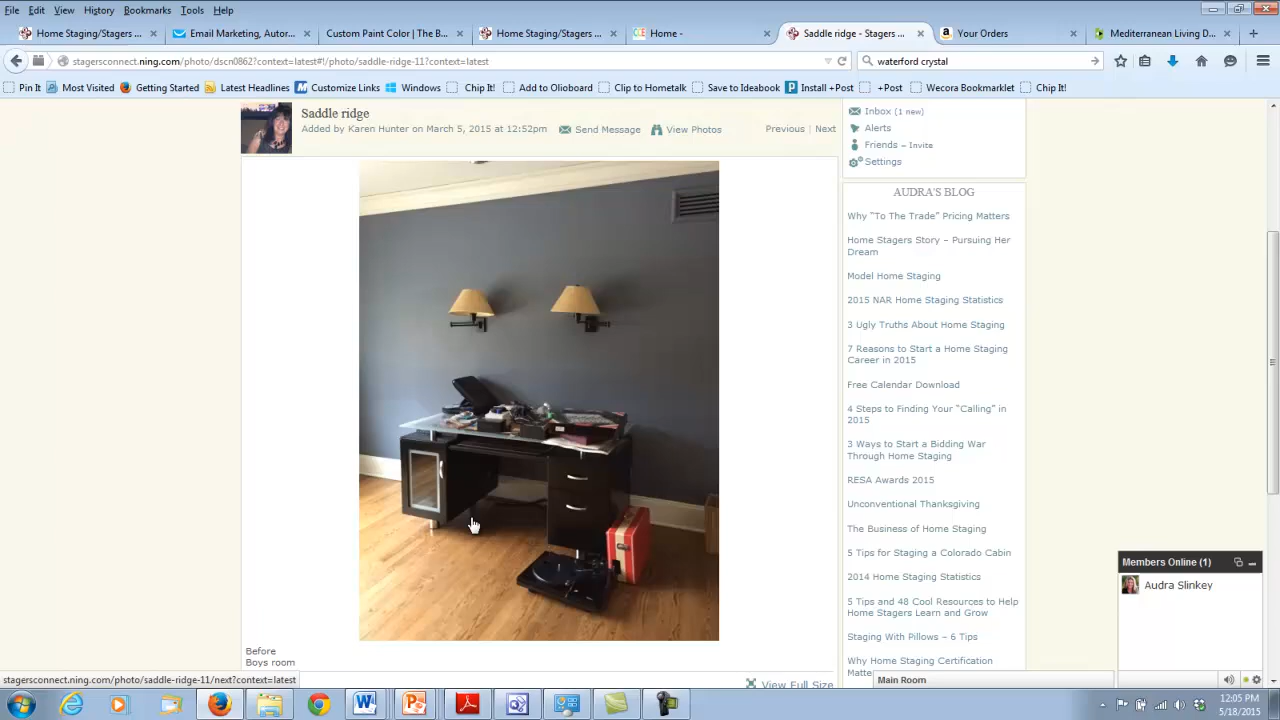 File Edit View History Bookmarks Tools Help
Home Staging/Stagers ... Email Marketing, Autor... Custom Paint Color | The B... Home Staging/Stagers ... Home - Saddle ridge - Stagers ... Your Orders Mediterranean Living D...
stagersconnect.ning.com/photo/dscn0862?context=latest#!/photo/saddle-ridge-11?context=latest waterford crystal
Pin It Most Visited Getting Started Latest Headlines Customize Links Windows Chip It! Add to Olioboard Clip to Hometalk Save to Ideabook Install +Post +Post Wecora Bookmarklet Chip It!
Saddle ridge
Added by Karen Hunter on March 5, 2015 at 12:52pm Send Message View Photos Previous | Next
Before
Boys room
View Full Size
Inbox (1 new)
Alerts
Friends – Invite
Settings
AUDRA'S BLOG
Why “To The Trade” Pricing Matters
Home Stagers Story – Pursuing Her
Dream
Model Home Staging
2015 NAR Home Staging Statistics
3 Ugly Truths About Home Staging
7 Reasons to Start a Home Staging
Career in 2015
Free Calendar Download
4 Steps to Finding Your “Calling” in
2015
3 Ways to Start a Bidding War
Through Home Staging
RESA Awards 2015
Unconventional Thanksgiving
The Business of Home Staging
5 Tips for Staging a Colorado Cabin
2014 Home Staging Statistics
5 Tips and 48 Cool Resources to Help
Home Stagers Learn and Grow
Staging With Pillows – 6 Tips
Why Home Staging Certification
Matte
Members Online (1)
Audra Slinkey
Main Room
stagersconnect.ning.com/photo/saddle-ridge-11/next?context=latest
12:05 PM
5/18/2015